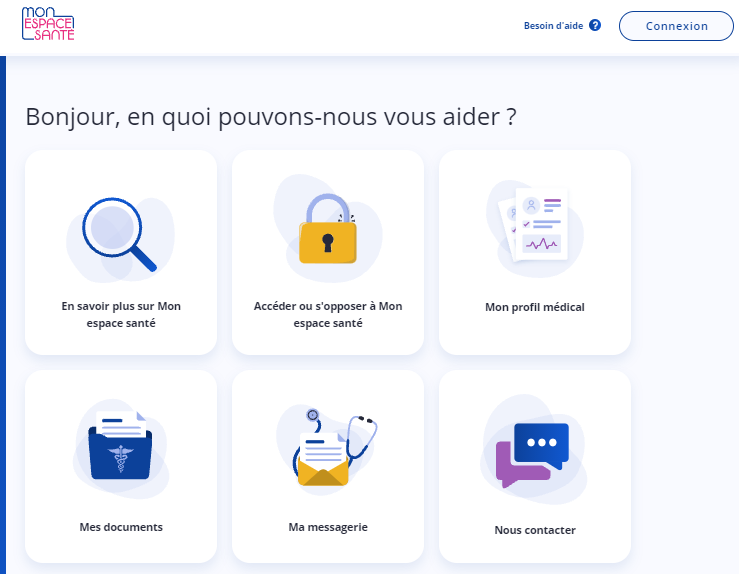 MON
ESPACE
SANTÉ
Besoin d'aide ?
Connexion
Bonjour, en quoi pouvons-nous vous aider ?
En savoir plus sur Mon
espace santé
Accéder ou s'opposer à Mon
espace santé
Mon profil médical
Mes documents
Ma messagerie
Nous contacter